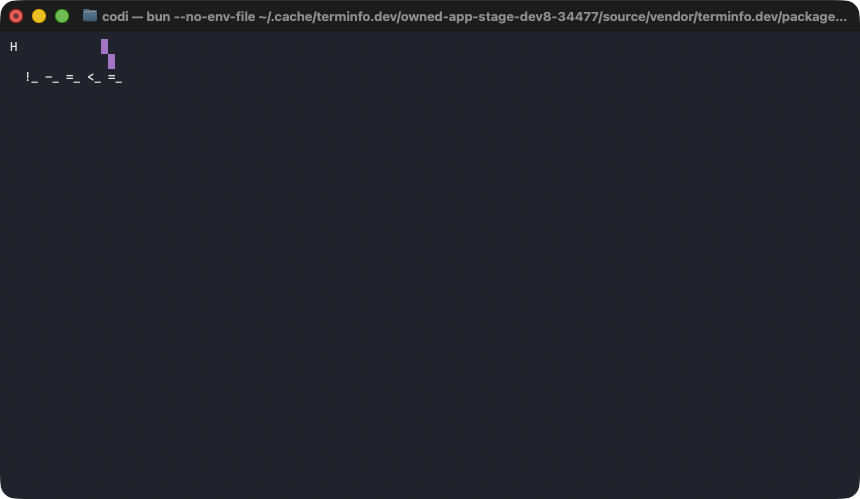 codi — bun --no-env-file ~/.cache/terminfo.dev/owned-app-stage-dev8-34477/source/vendor/terminfo.dev/package...
H
!_ –_ =_ <_ =_